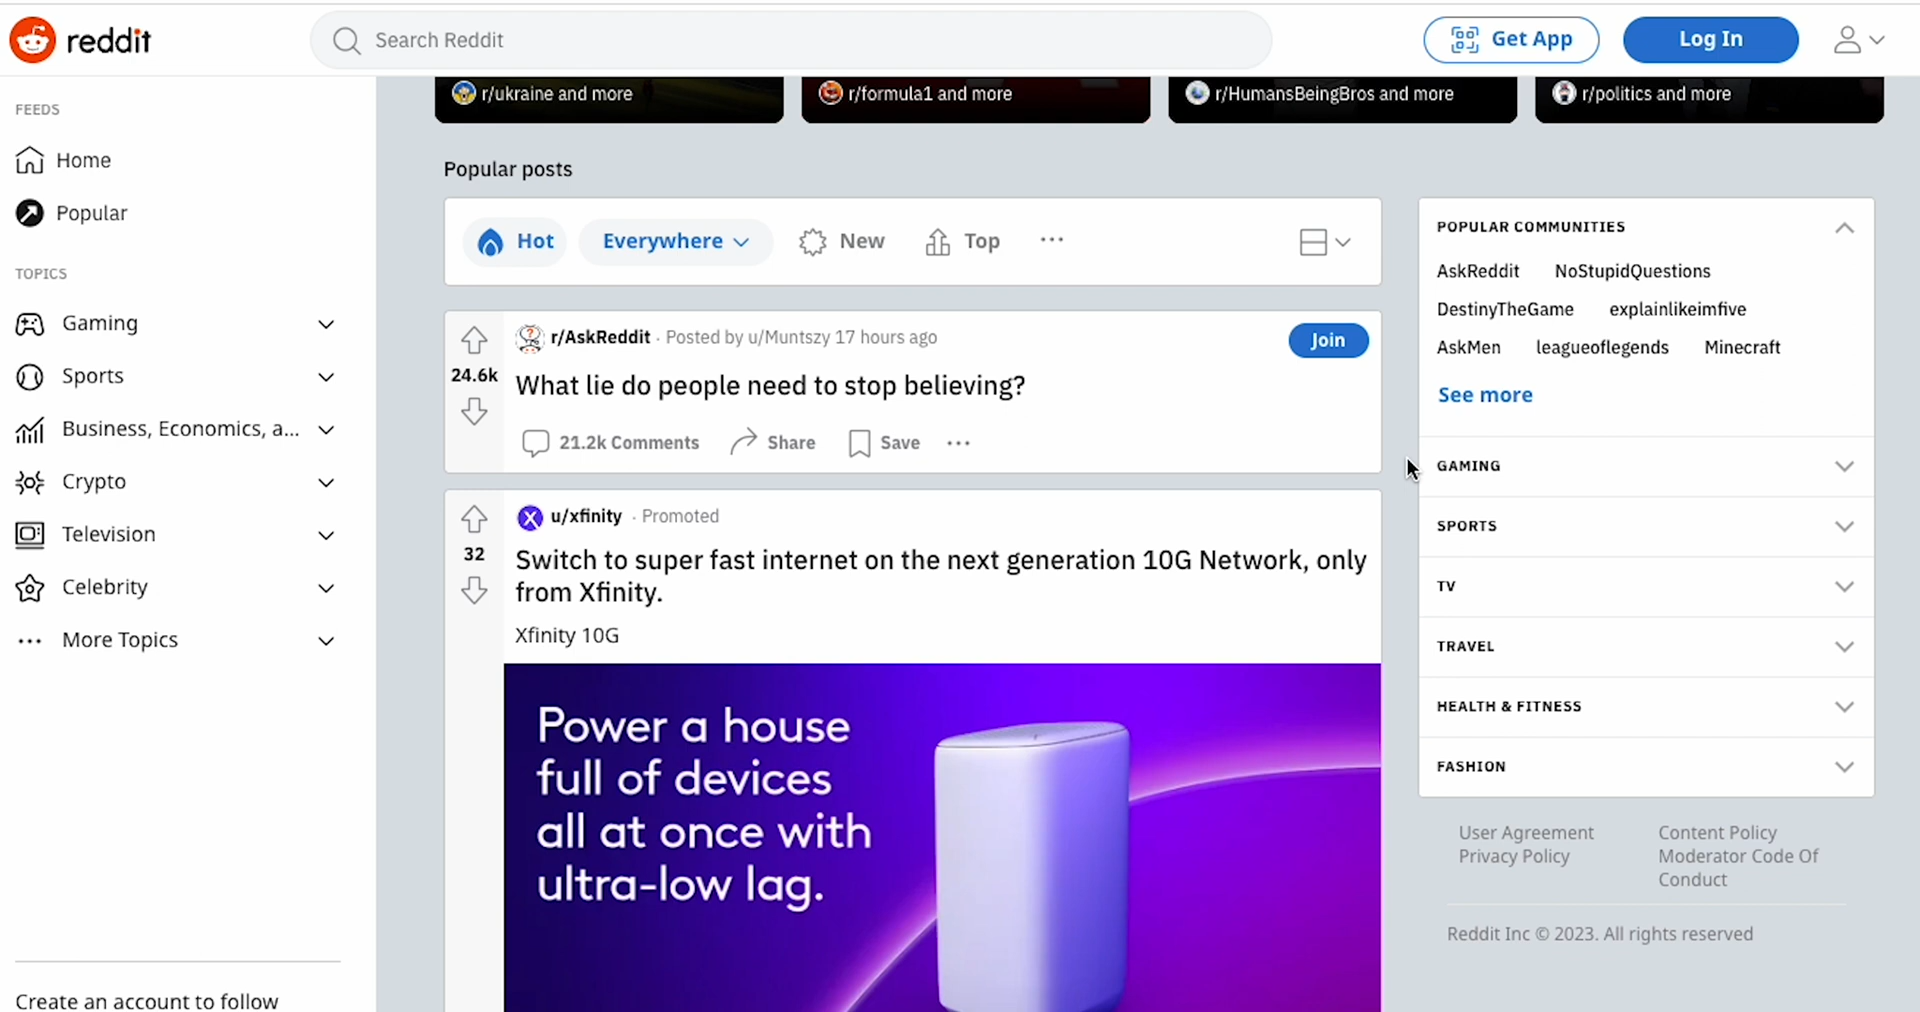 reddit
Search Reddit
Get App
Log In
FEEDS
Home
Popular
TOPICS
Gaming
Sports
Business, Economics, a...
Crypto
Television
Celebrity
More Topics
Create an account to follow
r/ukraine and more
r/formula1 and more
r/HumansBeingBros and more
r/politics and more
Popular posts
Hot
Everywhere
New
Top
r/AskReddit · Posted by u/Muntszy 17 hours ago
Join
24.6k
What lie do people need to stop believing?
21.2k Comments
Share
Save
u/xfinity · Promoted
32
Switch to super fast internet on the next generation 10G Network, only
from Xfinity.
Xfinity 10G
Power a house
full of devices
all at once with
ultra-low lag.
POPULAR COMMUNITIES
AskReddit NoStupidQuestions
DestinyTheGame explainlikeimfive
AskMen leagueoflegends Minecraft
See more
GAMING
SPORTS
TV
TRAVEL
HEALTH & FITNESS
FASHION
User Agreement
Privacy Policy
Content Policy
Moderator Code Of
Conduct
Reddit Inc © 2023. All rights reserved